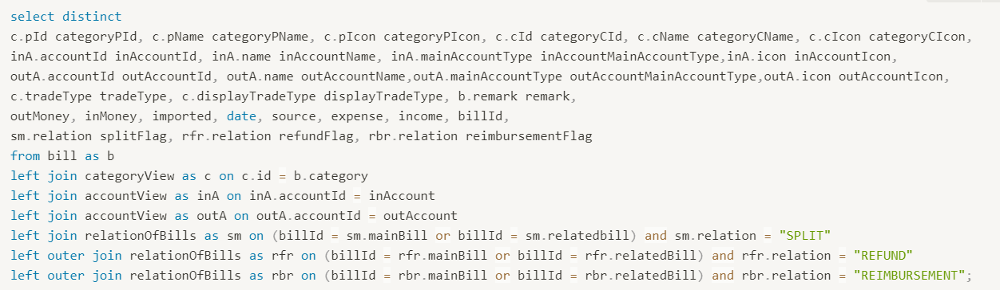 select distinct
c.pId categoryPId, c.pName categoryPName, c.pIcon categoryPIcon, c.cId categoryCId, c.cName categoryCName, c.cIcon categoryCIcon,
inA.accountId inAccountId, inA.name inAccountName, inA.mainAccountType inAccountMainAccountType,inA.icon inAccountIcon,
outA.accountId outAccountId, outA.name outAccountName,outA.mainAccountType outAccountMainAccountType,outA.icon outAccountIcon,
c.tradeType tradeType, c.displayTradeType displayTradeType, b.remark remark,
outMoney, inMoney, imported, date, source, expense, income, billId,
sm.relation splitFlag, rfr.relation refundFlag, rbr.relation reimbursementFlag
from bill as b
left join categoryView as c on c.id = b.category
left join accountView as inA on inA.accountId = inAccount
left join accountView as outA on outA.accountId = outAccount
left join relationOfBills as sm on (billId = sm.mainBill or billId = sm.relatedbill) and sm.relation = "SPLIT"
left outer join relationOfBills as rfr on (billId = rfr.mainBill or billId = rfr.relatedBill) and rfr.relation = "REFUND"
left outer join relationOfBills as rbr on (billId = rbr.mainBill or billId = rbr.relatedBill) and rbr.relation = "REIMBURSEMENT";